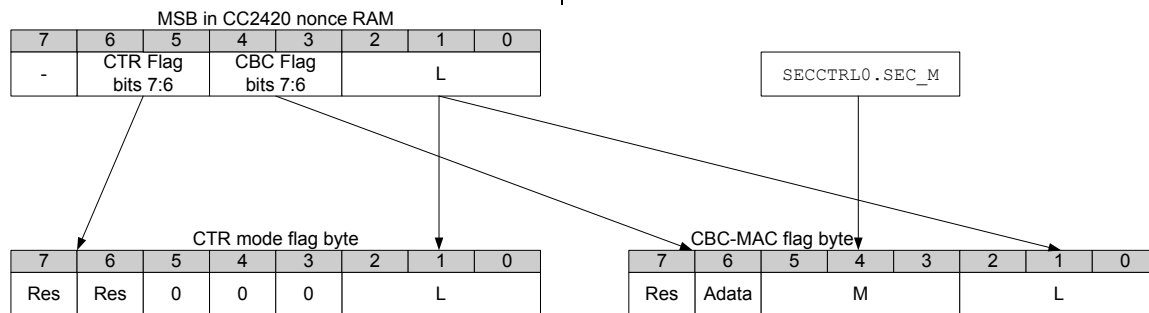 MSB in CC2420 nonce RAM
7 6 5 4 3 2 1 0
- CTR Flag bits 7:6 CBC Flag bits 7:6 L
SECCTRL0.SEC_M
CTR mode flag byte
7 6 5 4 3 2 1 0
Res Res 0 0 0 L
CBC-MAC flag byte
7 6 5 4 3 2 1 0
Res Adata M L